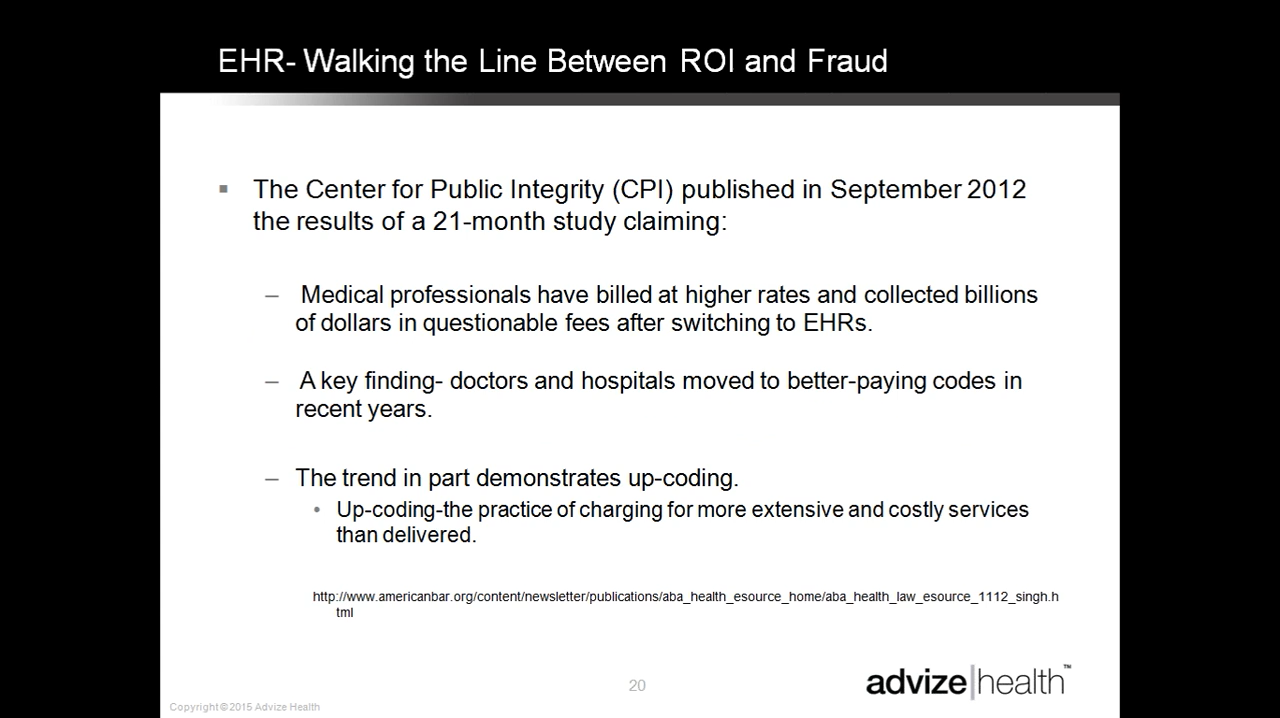 EHR- Walking the Line Between ROI and Fraud
The Center for Public Integrity (CPI) published in September 2012
the results of a 21-month study claiming:
– Medical professionals have billed at higher rates and collected billions
of dollars in questionable fees after switching to EHRs.
– A key finding- doctors and hospitals moved to better-paying codes in
recent years.
– The trend in part demonstrates up-coding.
• Up-coding-the practice of charging for more extensive and costly services
than delivered.
http://www.americanbar.org/content/newsletter/publications/aba_health_esource_home/aba_health_law_esource_1112_singh.h
tml
advize|health™
20
Copyright©2015 Advize Health